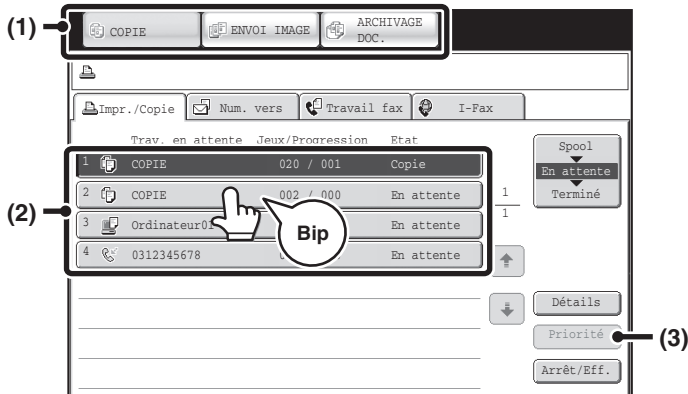 (1)
COPIE
ENVOI IMAGE
ARCHIVAGE
DOC.
Impr./Copie
Num. vers
Travail fax
I-Fax
Trav. en attente Jeux/Progression Etat
1 COPIE 020 / 001 Copie
2 COPIE 002 / 000 En attente
3 Ordinateur01 En attente
4 0312345678 En attente
(2)
Bip
1
1
Spool
En attente
Terminé
Détails
Priorité
(3)
Arrêt/Eff.